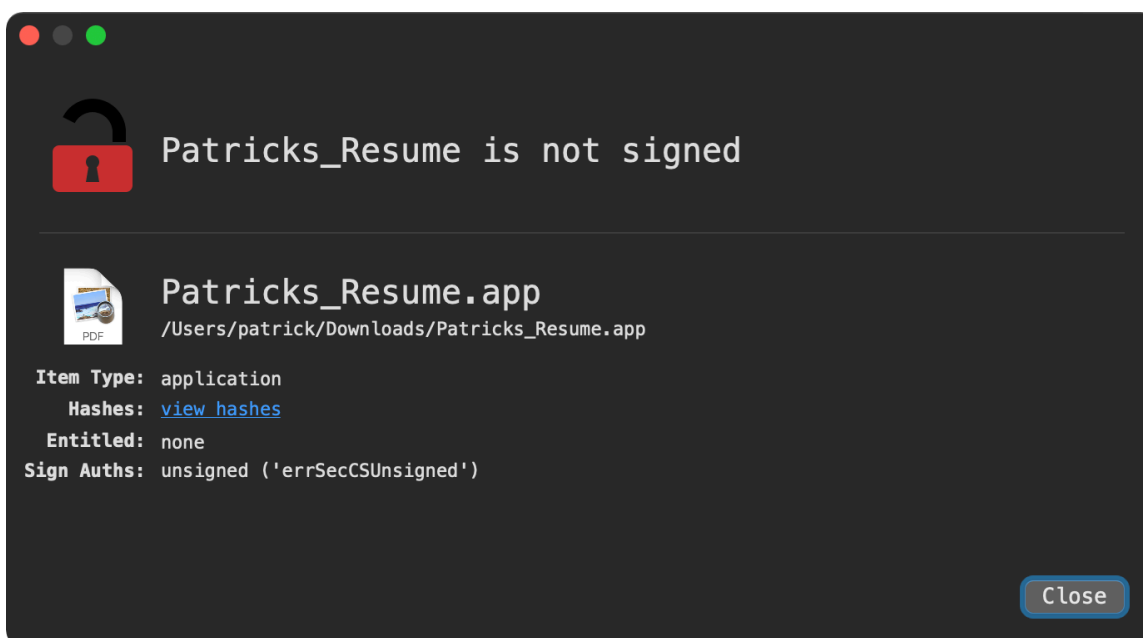 Patricks_Resume is not signed
Patricks_Resume.app
/Users/patrick/Downloads/Patricks_Resume.app
PDF
Item Type: application
Hashes: view hashes
Entitled: none
Sign Auths: unsigned ('errSecCSUnsigned')
Close